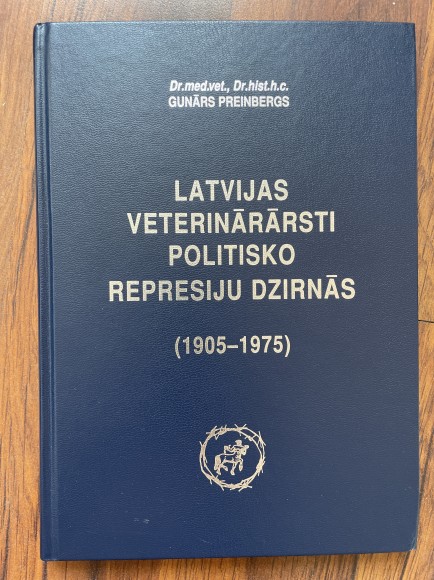 Dr.med.vet., Dr.hist.h.c.
GUNĀRS PREINBERGS
LATVIJAS
VETERINĀRĀRSTI
POLITISKO
REPRESIJU DZIRNĀS
(1905–1975)